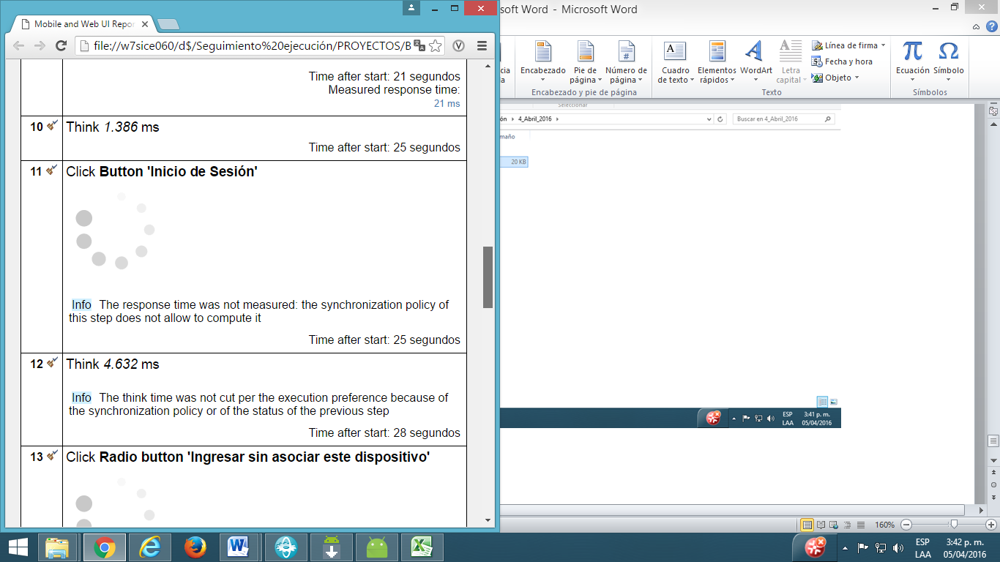 Mobile and Web UI Repor
file://w7sice060/d$/Seguimiento%20ejecución/PROYECTOS/B
Time after start: 21 segundos
Measured response time:
21 ms
10 Think 1.386 ms
Time after start: 25 segundos
11 Click Button 'Inicio de Sesión'
Info The response time was not measured: the synchronization policy of
this step does not allow to compute it
Time after start: 25 segundos
12 Think 4.632 ms
Info The think time was not cut per the execution preference because of
the synchronization policy or of the status of the previous step
Time after start: 28 segundos
13 Click Radio button 'Ingresar sin asociar este dispositivo'
soft Word - Microsoft Word
cia
Encabezado
Pie de
página
Número de
página
Encabezado y pie de página
Cuadro
de texto
Elementos
rápidos
WordArt
Letra
capital
Línea de firma
Fecha y hora
Objeto
Texto
Ecuación
Símbolo
Símbolos
Seleccionar
ón 4_Abril_2016
Buscar en 4_Abril_2016
maño
20 KB
ESP
LAA
3:41 p. m.
05/04/2016
160%
ESP
LAA
3:42 p. m.
05/04/2016